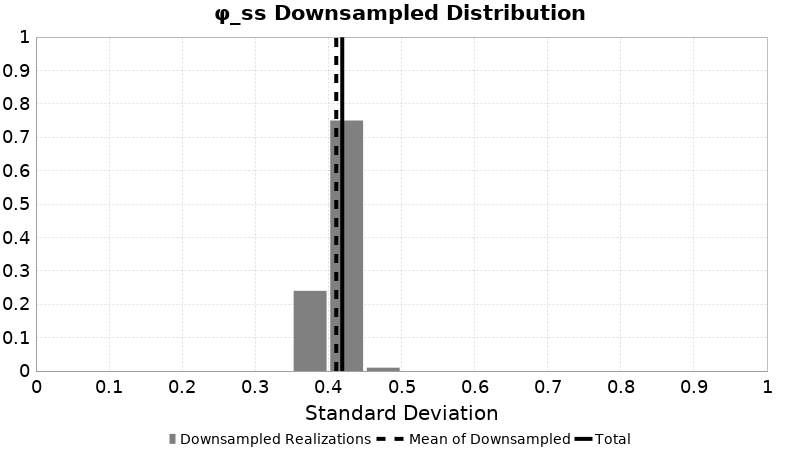 φ_ss Downsampled Distribution
1
0.9
0.8
0.7
0.6
0.5
0.4
0.3
0.2
0.1
0
0 0.1 0.2 0.3 0.4 0.5 0.6 0.7 0.8 0.9 1
Standard Deviation
Downsampled Realizations Mean of Downsampled Total